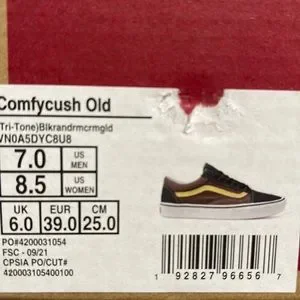 Comfycush Old
(Tri-Tone)Blkrandrmcrmgld
VN0A5DYC8U8
7.0 US MEN
8.5 US WOMEN
UK EUR CM
6.0 39.0 25.0
PO#4200031054
FSC - 09/21
CPSIA PO/CUT#
420003105400100
1 92827 96656 7